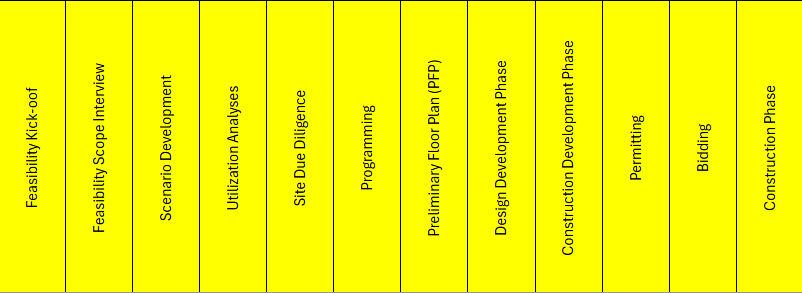 Feasibility Kick-oof
Feasibility Scope Interview
Scenario Development
Utilization Analyses
Site Due Diligence
Programming
Preliminary Floor Plan (PFP)
Design Development Phase
Construction Development Phase
Permitting
Bidding
Construction Phase